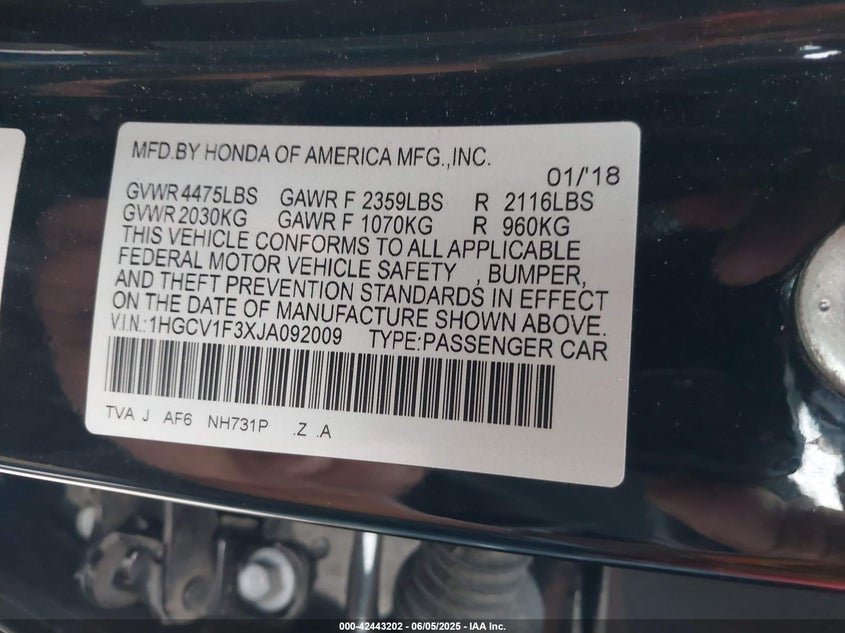 MFD.BY HONDA OF AMERICA MFG.,INC.
01/'18
GVWR 4475LBS GAWR F 2359LBS R 2116LBS
GVWR 2030KG GAWR F 1070KG R 960KG
THIS VEHICLE CONFORMS TO ALL APPLICABLE
FEDERAL MOTOR VEHICLE SAFETY , BUMPER,
AND THEFT PREVENTION STANDARDS IN EFFECT
ON THE DATE OF MANUFACTURE SHOWN ABOVE.
V.I.N.:1HGCV1F3XJA092009 TYPE:PASSENGER CAR
TVA J AF6 NH731P .Z .A
000-42443202 - 06/05/2025 - IAA Inc.